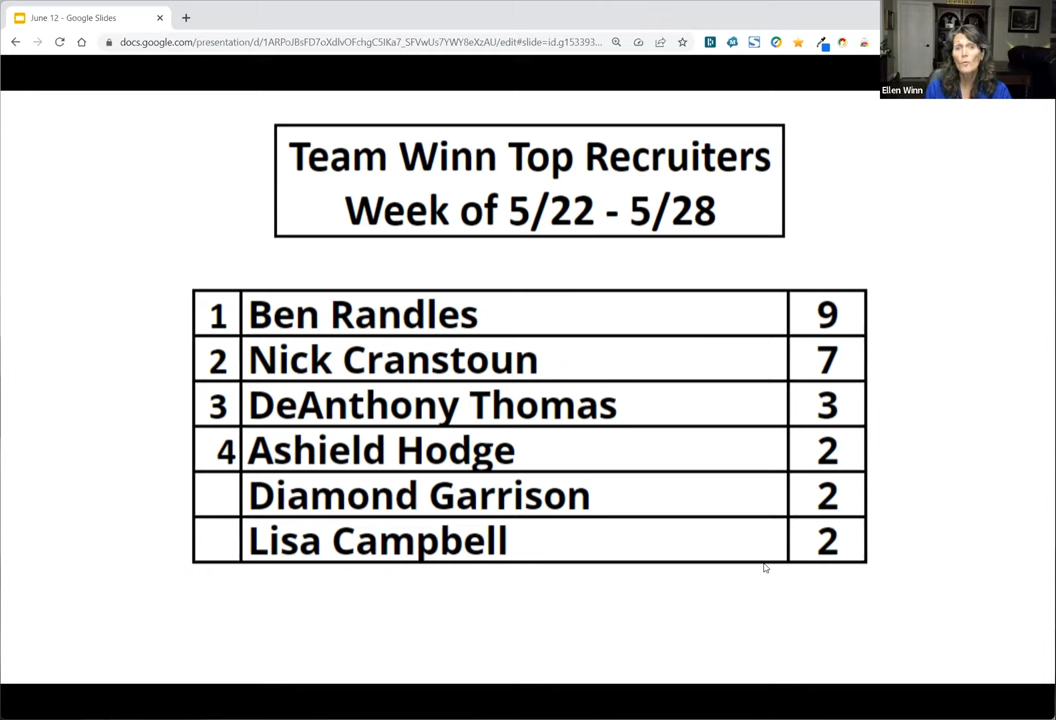 June 12 - Google Slides
docs.google.com/presentation/d/1ARPoJBsFD7oXdlvOFchgC5IKa7_SFVwUs7YWY8eXzAU/edit#slide=id.g153393...
Ellen Winn
Team Winn Top Recruiters
Week of 5/22 - 5/28
1 Ben Randles 9
2 Nick Cranstoun 7
3 DeAnthony Thomas 3
4 Ashield Hodge 2
Diamond Garrison 2
Lisa Campbell 2